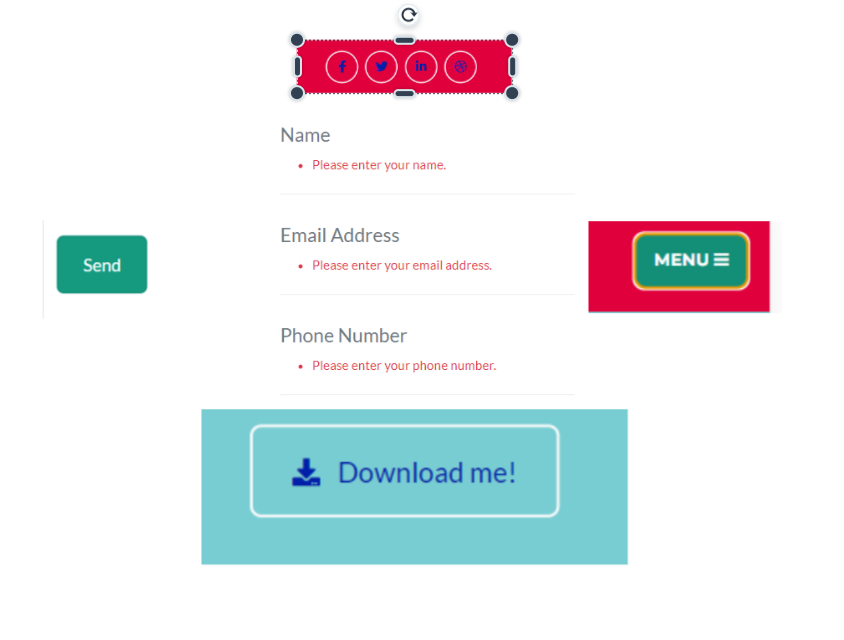 Name
Please enter your name.
Email Address
Please enter your email address.
Send
MENU
Phone Number
Please enter your phone number.
Download me!